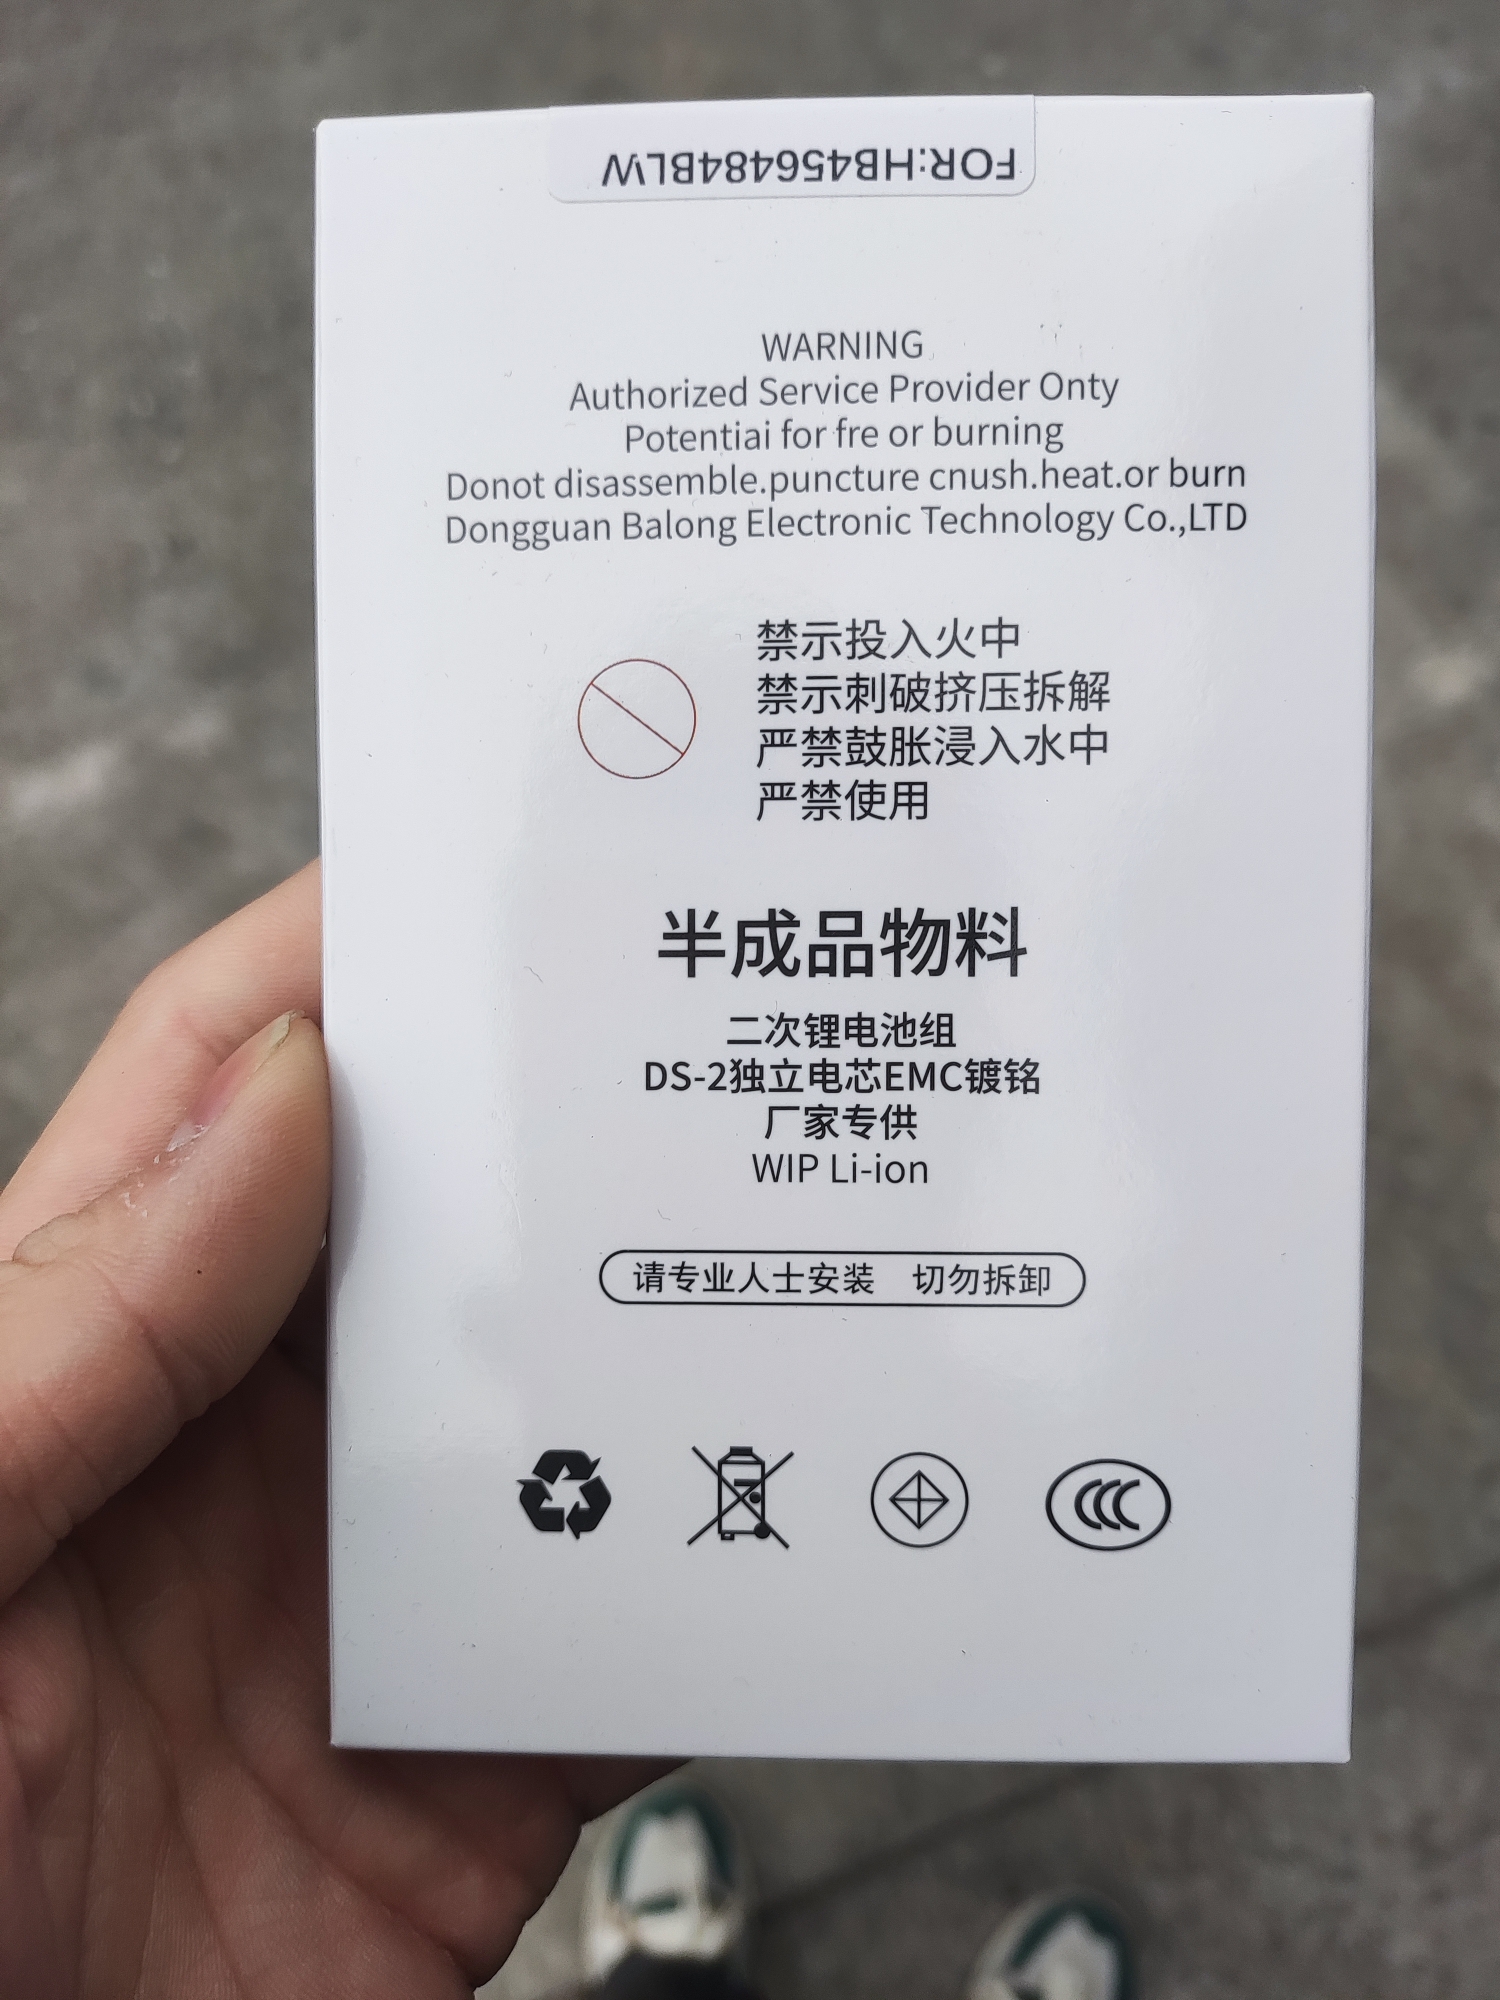 FOR:HB456484BLW
WARNING
Authorized Service Provider Onty
Potentiai for fre or burning
Donot disassemble.puncture cnush.heat.or burn
Dongguan Balong Electronic Technology Co.,LTD
禁示投入火中
禁示刺破挤压拆解
严禁鼓胀浸入水中
严禁使用
半成品物料
二次锂电池组
DS-2独立电芯EMC镀铭
厂家专供
WIP Li-ion
请专业人士安装 切勿拆卸
CCC